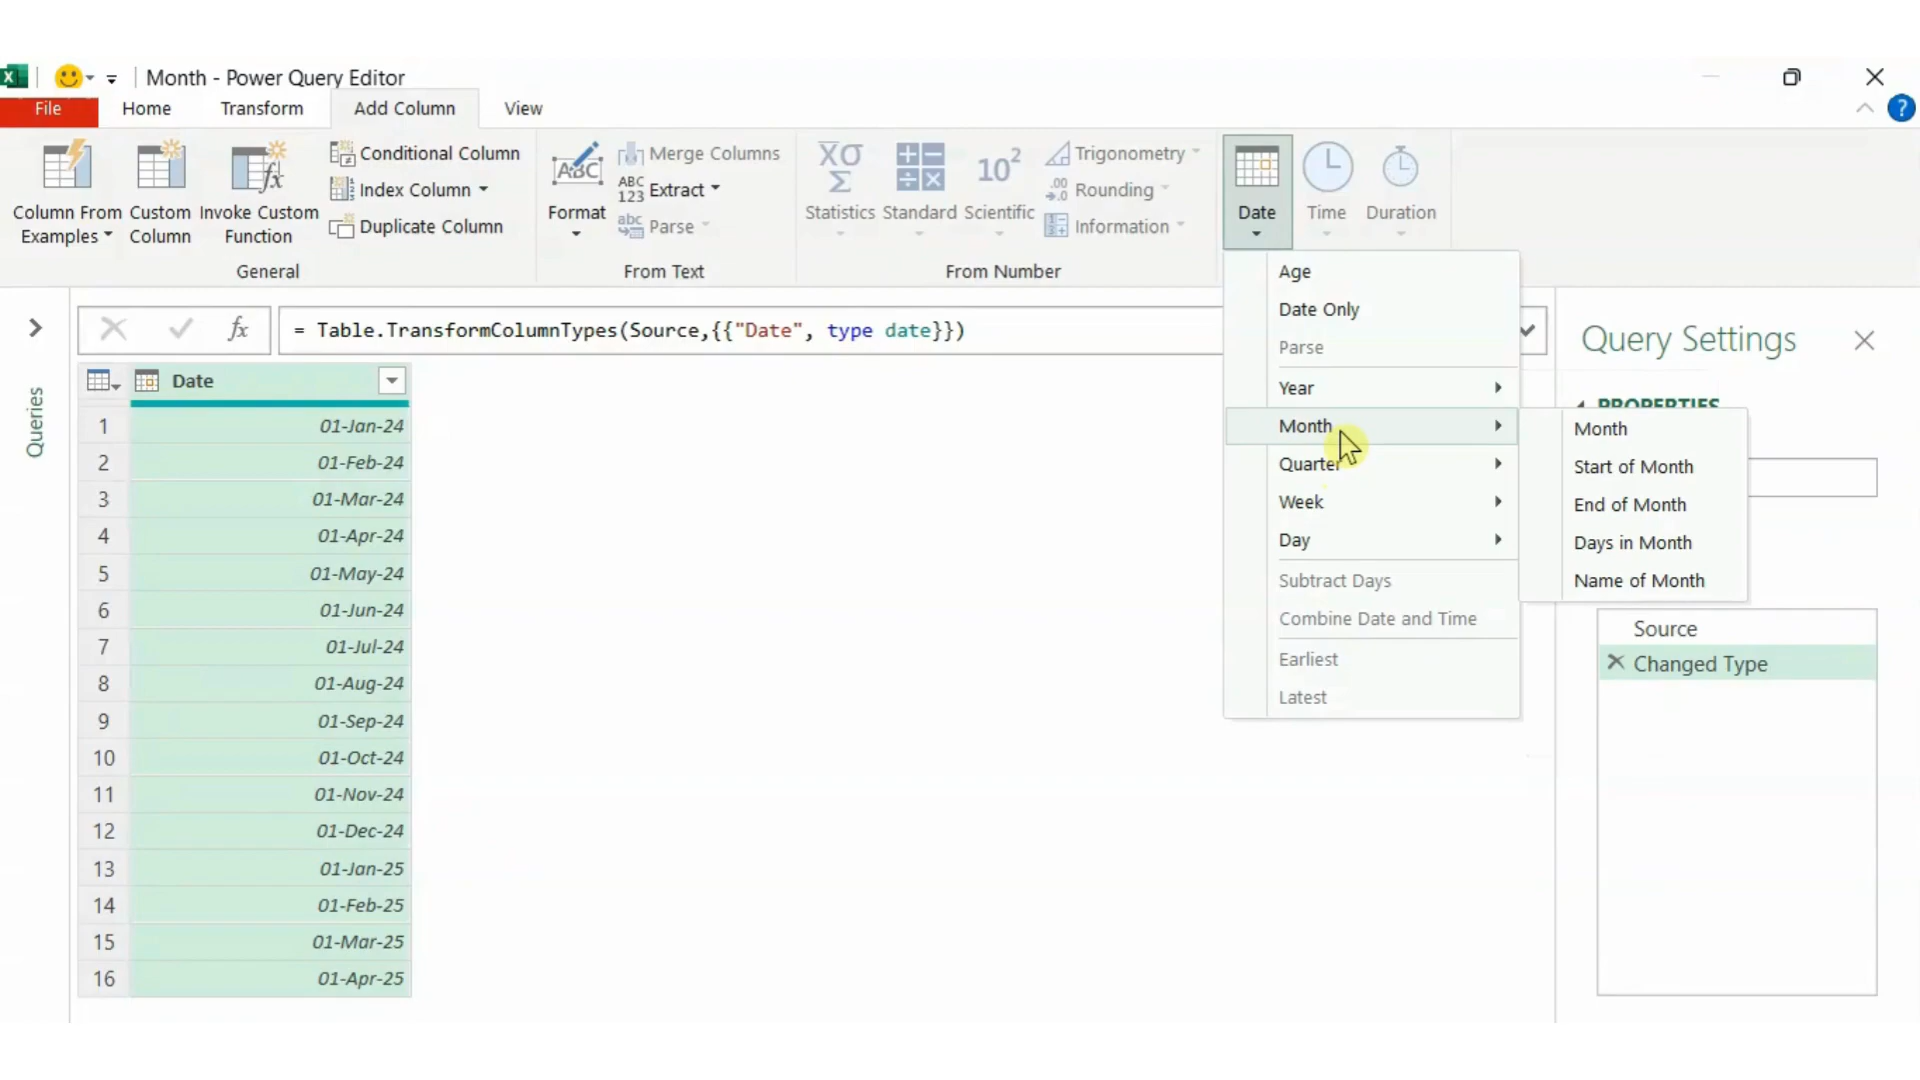 Month - Power Query Editor
File Home Transform Add Column View
?
Column From Examples
Custom Column
Invoke Custom Function
Conditional Column
Index Column
Duplicate Column
General
ABC
Format
Merge Columns
ABC 123 Extract
abc Parse
From Text
XΣ Statistics
Standard
10² Scientific
Trigonometry
.00 Rounding
Information
From Number
Date
Time
Duration
Age
Date Only
Parse
Year
Month
Quarter
Week
Day
Subtract Days
Combine Date and Time
Earliest
Latest
Month
Start of Month
End of Month
Days in Month
Name of Month
fx = Table.TransformColumnTypes(Source,{{"Date", type date}})
Queries
Date
1 01-Jan-24
2 01-Feb-24
3 01-Mar-24
4 01-Apr-24
5 01-May-24
6 01-Jun-24
7 01-Jul-24
8 01-Aug-24
9 01-Sep-24
10 01-Oct-24
11 01-Nov-24
12 01-Dec-24
13 01-Jan-25
14 01-Feb-25
15 01-Mar-25
16 01-Apr-25
Query Settings
PROPERTIES
Source
Changed Type